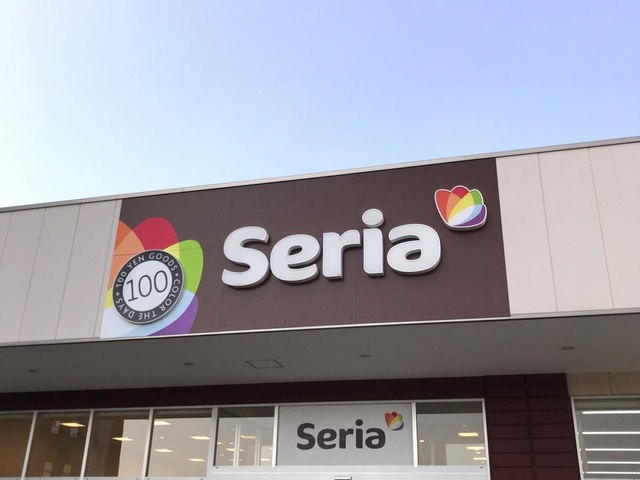 Seria
100 YEN GOODS
COLOR THE DAYS
100
Seria